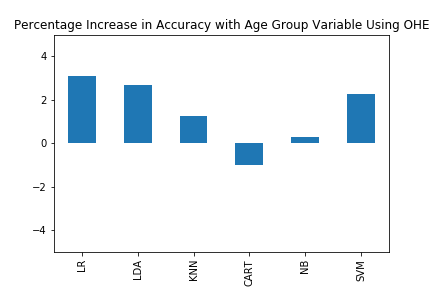 Percentage Increase in Accuracy with Age Group Variable Using OHE
4
2
0
−2
−4
LR
LDA
KNN
CART
NB
SVM